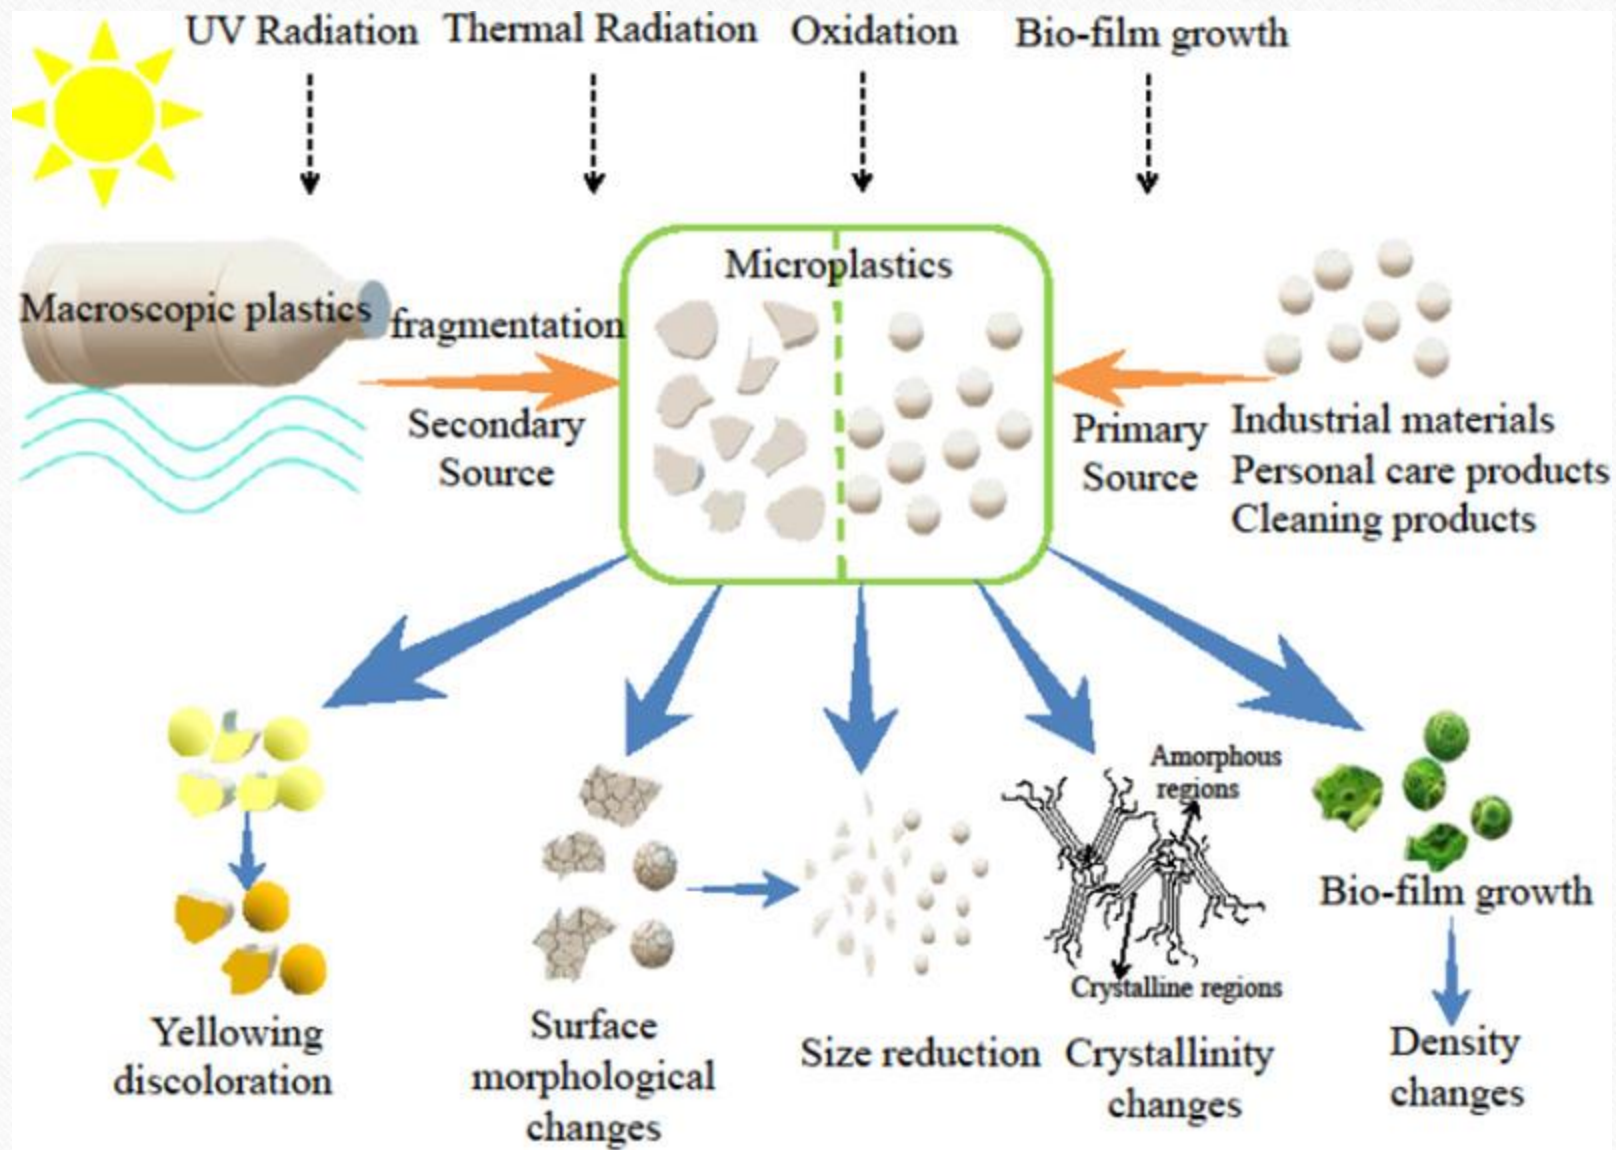 UV Radiation
Thermal Radiation
Oxidation
Bio-film growth
Macroscopic plastics
fragmentation
Secondary
Source
Microplastics
Primary
Source
Industrial materials
Personal care products
Cleaning products
Yellowing
discoloration
Surface
morphological
changes
Size reduction
Amorphous
regions
Crystalline regions
Crystallinity
changes
Bio-film growth
Density
changes